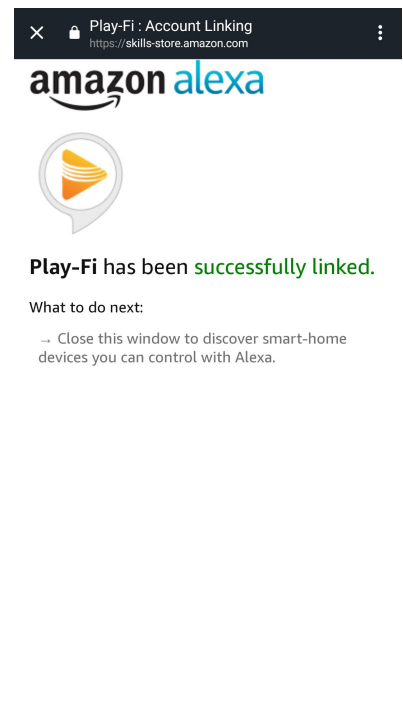 Play-Fi : Account Linking
https://skills-store.amazon.com
amazon alexa
Play-Fi has been successfully linked.
What to do next:
→ Close this window to discover smart-home
devices you can control with Alexa.